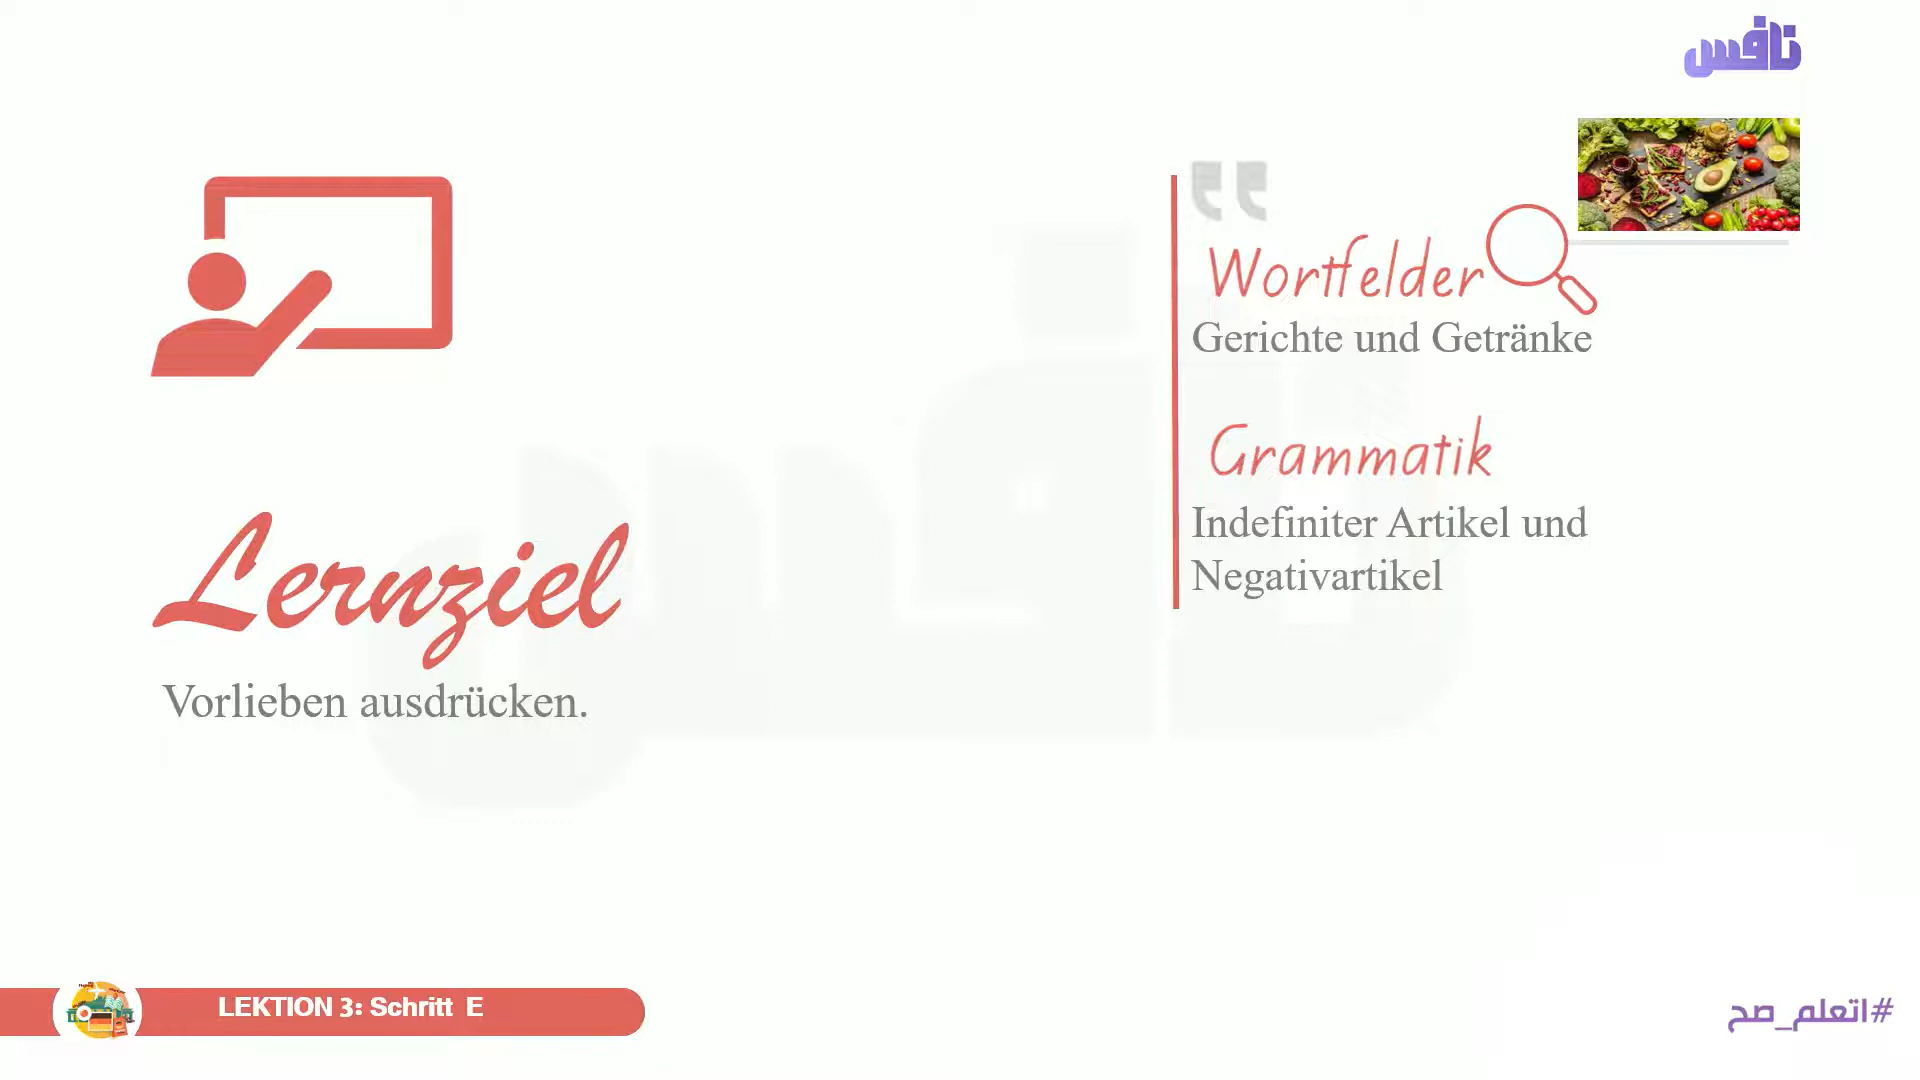 نافس
Wortfelder
Gerichte und Getränke
Grammatik
Indefiniter Artikel und
Negativartikel
Lernziel
Vorlieben ausdrücken.
LEKTION 3: Schritt E
#اتعلم_صح